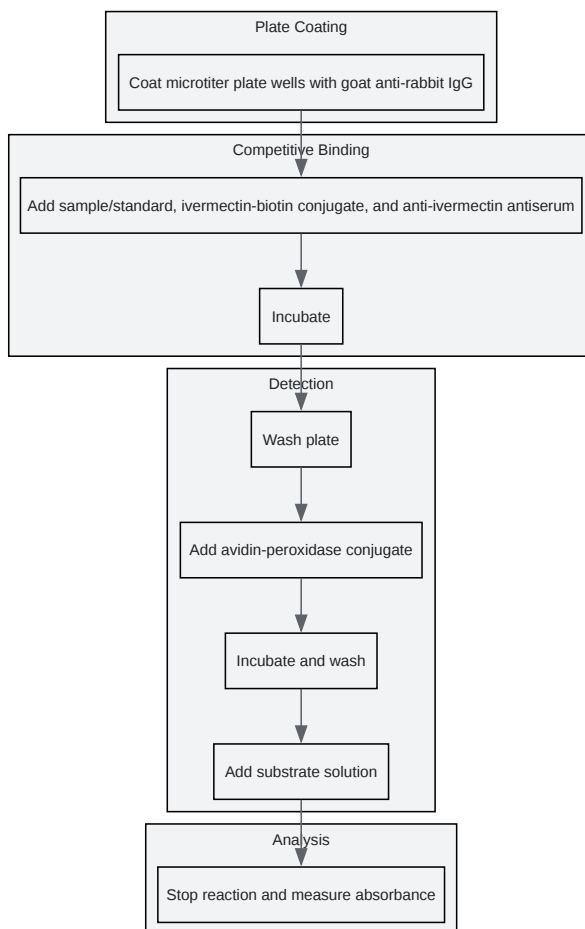 Plate Coating
Coat microtiter plate wells with goat anti-rabbit IgG
Competitive Binding
Add sample/standard, ivermectin-biotin conjugate, and anti-ivermectin antiserum
Incubate
Detection
Wash plate
Add avidin-peroxidase conjugate
Incubate and wash
Add substrate solution
Analysis
Stop reaction and measure absorbance